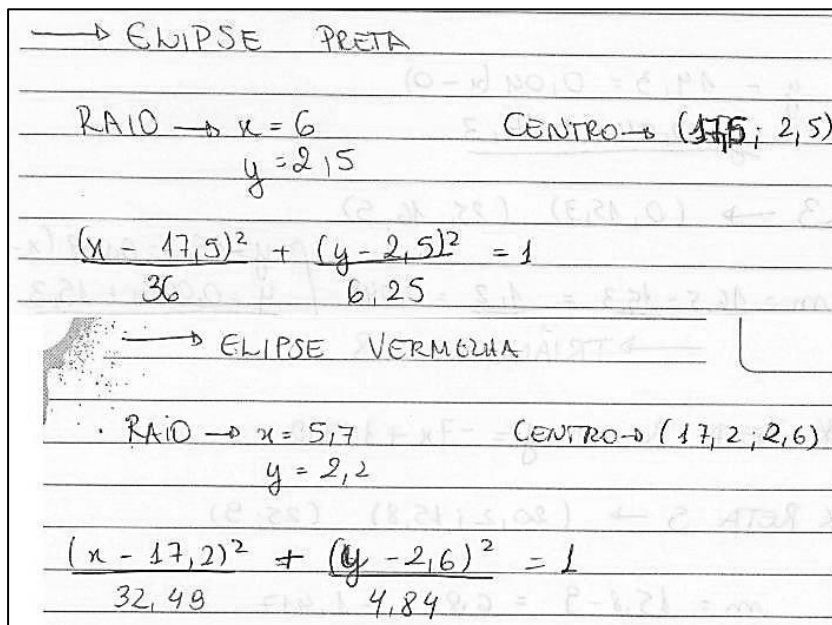 → ELIPSE PRETA
RAIO → x = 6 CENTRO → (17,5; 2,5)
y = 2,5
(x - 17,5)² + (y - 2,5)² = 1
36 6,25
→ ELIPSE VERMELHA
. RAIO → x = 5,7 CENTRO → (17,2; 2,6)
y = 2,2
(x - 17,2)² + (y - 2,6)² = 1
32,49 4,84